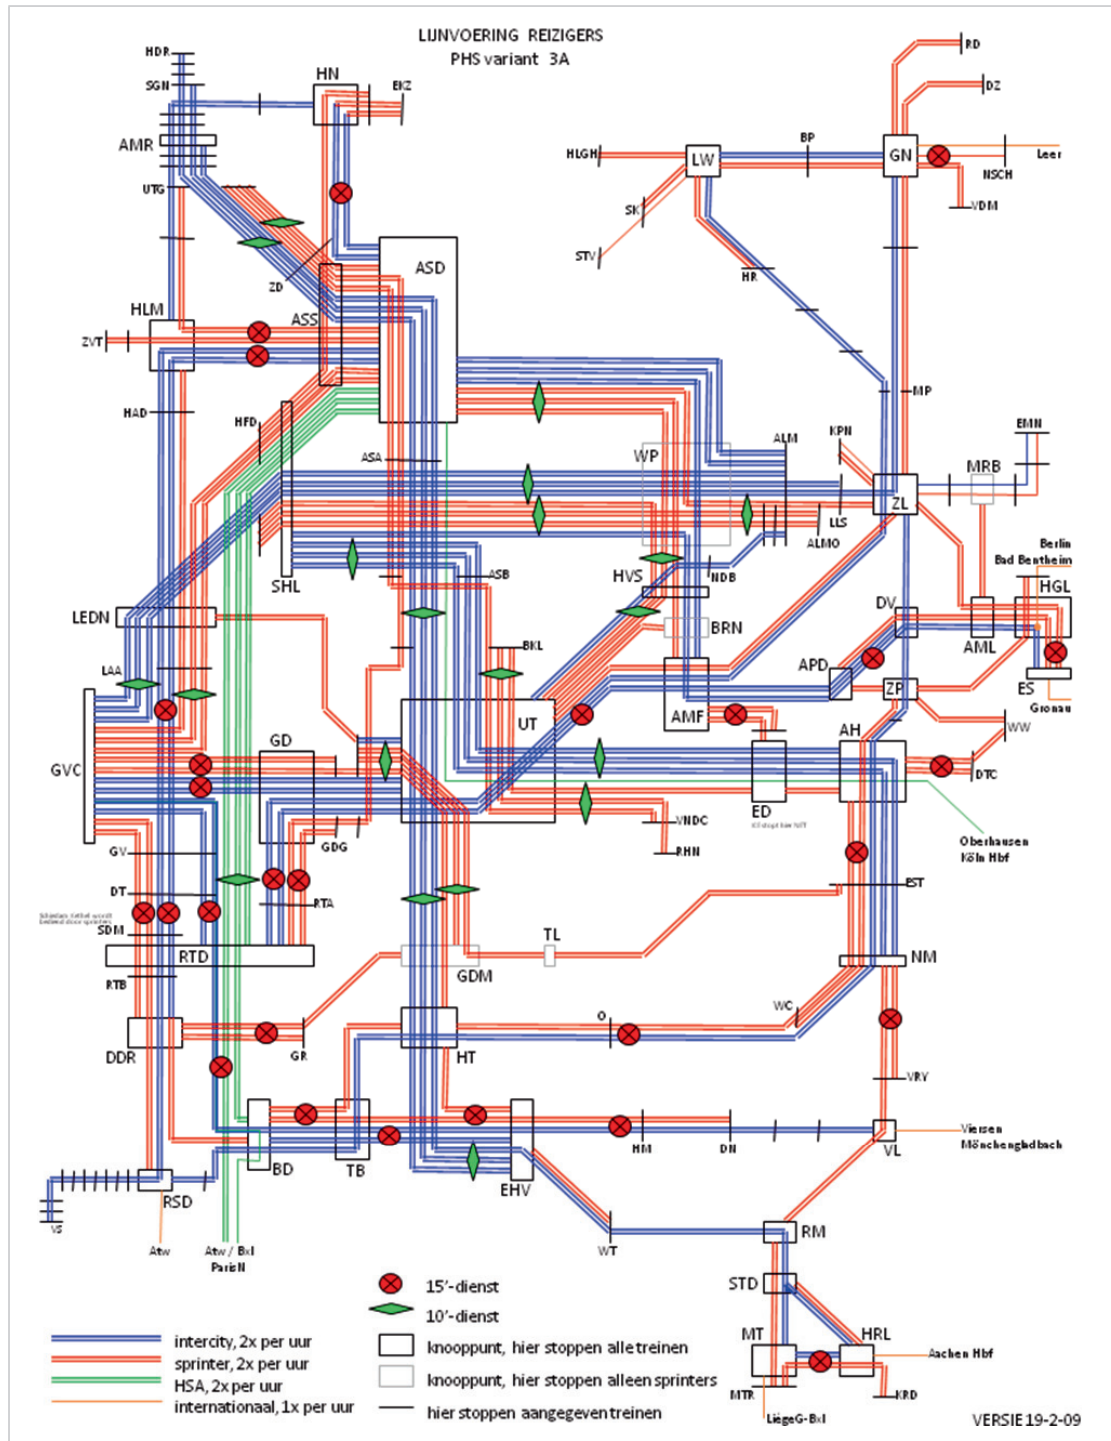 LIJNVOERING REIZIGERS
PHS variant 3A
HDR
SGN
HN
EKZ
AMR
UTG
ZD
ASD
HLM
ASS
ZVT
HAD
HFD
ASA
RD
DZ
BP
HLGH
LW
GN
Leer
NSCH
VDM
SK
STV
HR
MP
KPN
EMN
WP
ALM
MRB
ZL
LLS
ALMO
Berlin
Bad Bentheim
SHL
ASB
HVS
NDB
HGL
LEDN
BRN
DV
AML
LAA
BKL
APD
ZP
ES
Gronau
UT
AMF
AH
WW
GVC
GD
DTC
ED
GDG
VNDC
RHN
Oberhausen
Köln Hbf
GV
DT
RTA
EST
SDM
RTD
TL
GDM
NM
RTB
WC
O
DDR
GR
HT
VRY
HM
DN
VL
Viersen
Mönchengladbach
BD
TB
EHV
RSD
VS
Atw
Atw / Bxl
Paris N
WT
RM
STD
MT
HRL
Aachen Hbf
MTR
KRD
Liège G-Bxl
15'-dienst
10'-dienst
knooppunt, hier stoppen alle treinen
knooppunt, hier stoppen alleen sprinters
hier stoppen aangegeven treinen
intercity, 2x per uur
sprinter, 2x per uur
HSA, 2x per uur
internationaal, 1x per uur
VERSIE 19-2-09